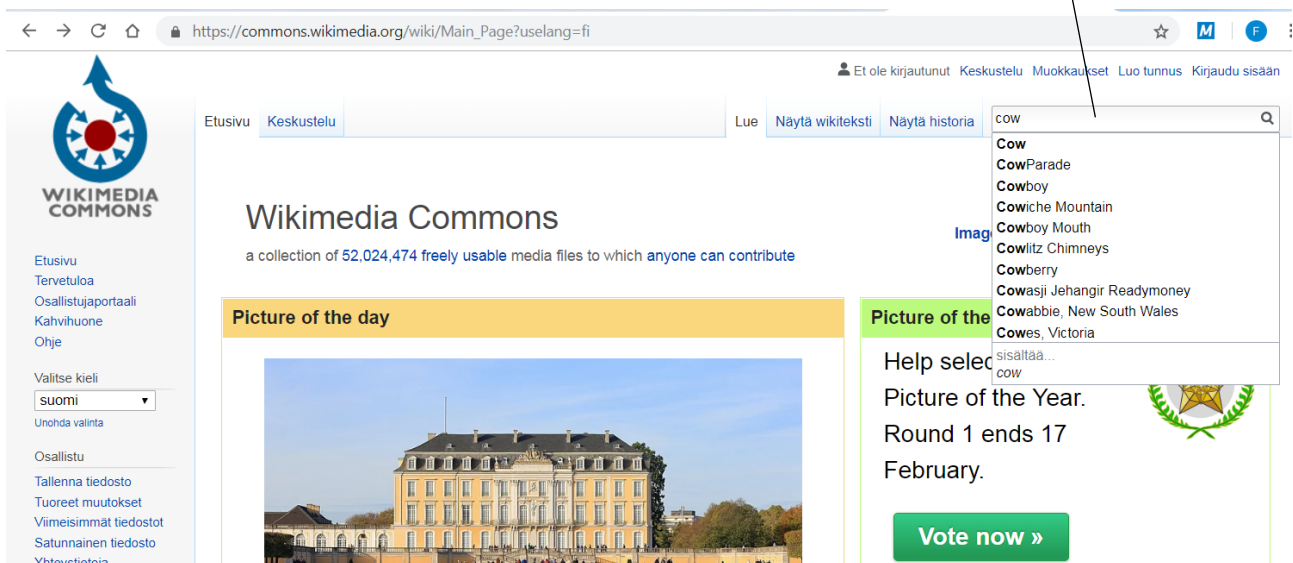 https://commons.wikimedia.org/wiki/Main_Page?uselang=fi
M
F
Et ole kirjautunut Keskustelu Muokkaukset Luo tunnus Kirjaudu sisään
Etusivu Keskustelu Lue Näytä wikiteksti Näytä historia cow
Cow
CowParade
Cowboy
Cowiche Mountain
Cowboy Mouth
Cowlitz Chimneys
Cowberry
Cowasji Jehangir Readymoney
Cowabbie, New South Wales
Cowes, Victoria
sisältää...
cow
WIKIMEDIA
COMMONS
Etusivu
Tervetuloa
Osallistujaportaali
Kahvihuone
Ohje
Valitse kieli
suomi
Unohda valinta
Osallistu
Tallenna tiedosto
Tuoreet muutokset
Viimeisimmät tiedostot
Satunnainen tiedosto
Yhteystietoja
Wikimedia Commons
a collection of 52,024,474 freely usable media files to which anyone can contribute
Picture of the day
Picture of the
Help selec
Picture of the Year.
Round 1 ends 17
February.
Vote now »